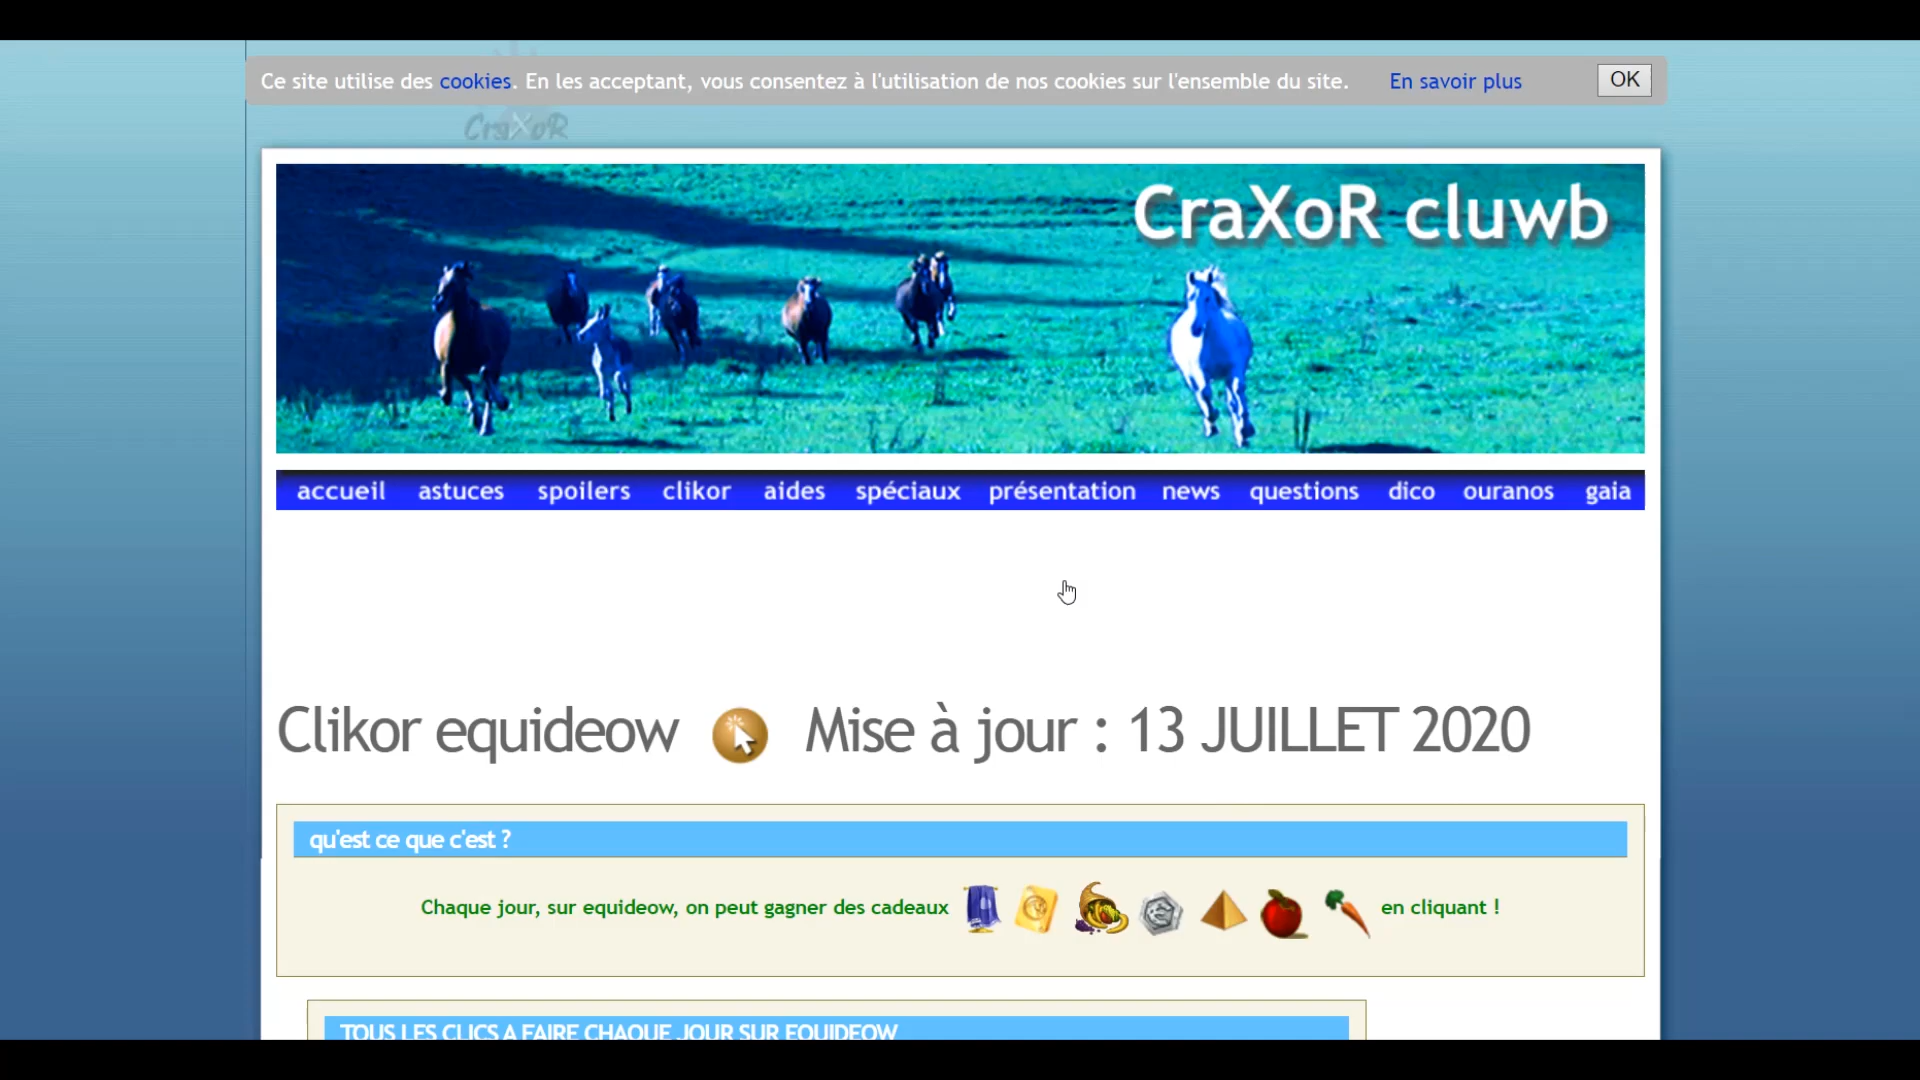 Ce site utilise des cookies. En les acceptant, vous consentez à l'utilisation de nos cookies sur l'ensemble du site. En savoir plus OK
CraXoR
CraXoR cluwb
accueil astuces spoilers clikor aides spéciaux présentation news questions dico ouranos gaia
Clikor equideow Mise à jour : 13 JUILLET 2020
qu'est ce que c'est ?
Chaque jour, sur equideow, on peut gagner des cadeaux en cliquant !
TOUS LES CLICS A FAIRE CHAQUE JOUR SUR EQUIDEOW